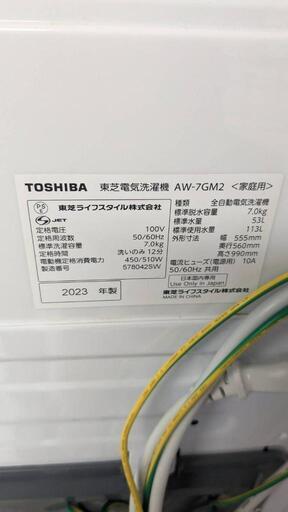 TOSHIBA 東芝電気洗濯機 AW-7GM2 <家庭用>
PS E
JET
東芝ライフスタイル株式会社
定格電圧 100V
定格周波数 50/60Hz
標準洗濯容量 7.0kg
定格時間 洗いのみ 12分
電動機定格消費電力 450/510W
製造番号 578042SW
種類 全自動電気洗濯機
標準脱水容量 7.0kg
標準水量 53L
標準使用水量 113L
外形寸法 幅 555mm
奥行560mm
高さ990mm
電流ヒューズ(電源用) 10A
50/60Hz 共用
日本国内専用
Use Only in Japan
2023 年製
東芝ライフスタイル株式会社
MADE IN CHINA